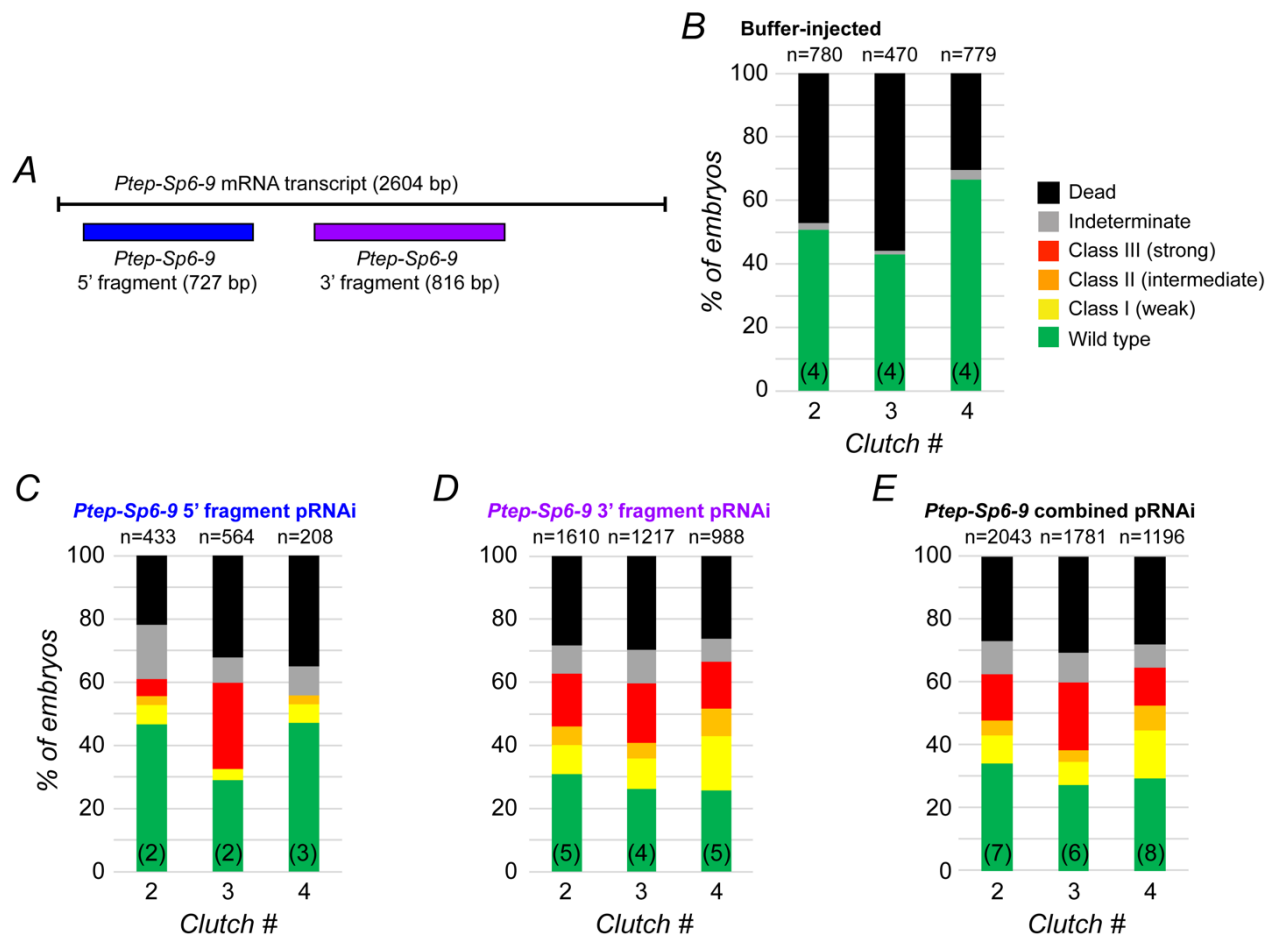 A
Ptep-Sp6-9 mRNA transcript (2604 bp)
Ptep-Sp6-9
5’ fragment (727 bp)
Ptep-Sp6-9
3’ fragment (816 bp)
B
Buffer-injected
n=780 n=470 n=779
% of embryos
100
80
60
40
20
0
(4) (4) (4)
2 3 4
Clutch #
Dead
Indeterminate
Class III (strong)
Class II (intermediate)
Class I (weak)
Wild type
C
Ptep-Sp6-9 5’ fragment pRNAi
n=433 n=564 n=208
% of embryos
100
80
60
40
20
0
(2) (2) (3)
2 3 4
Clutch #
D
Ptep-Sp6-9 3’ fragment pRNAi
n=1610 n=1217 n=988
100
80
60
40
20
0
(5) (4) (5)
2 3 4
Clutch #
E
Ptep-Sp6-9 combined pRNAi
n=2043 n=1781 n=1196
100
80
60
40
20
0
(7) (6) (8)
2 3 4
Clutch #